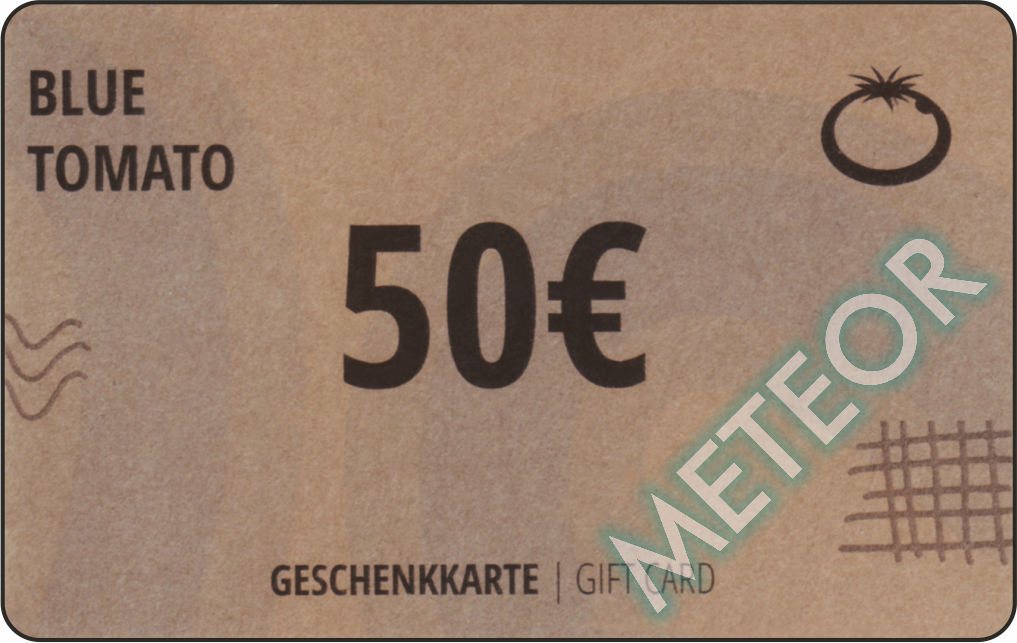 BLUE
TOMATO
50€
METEOR
GESCHENKKARTE | GIFT CARD